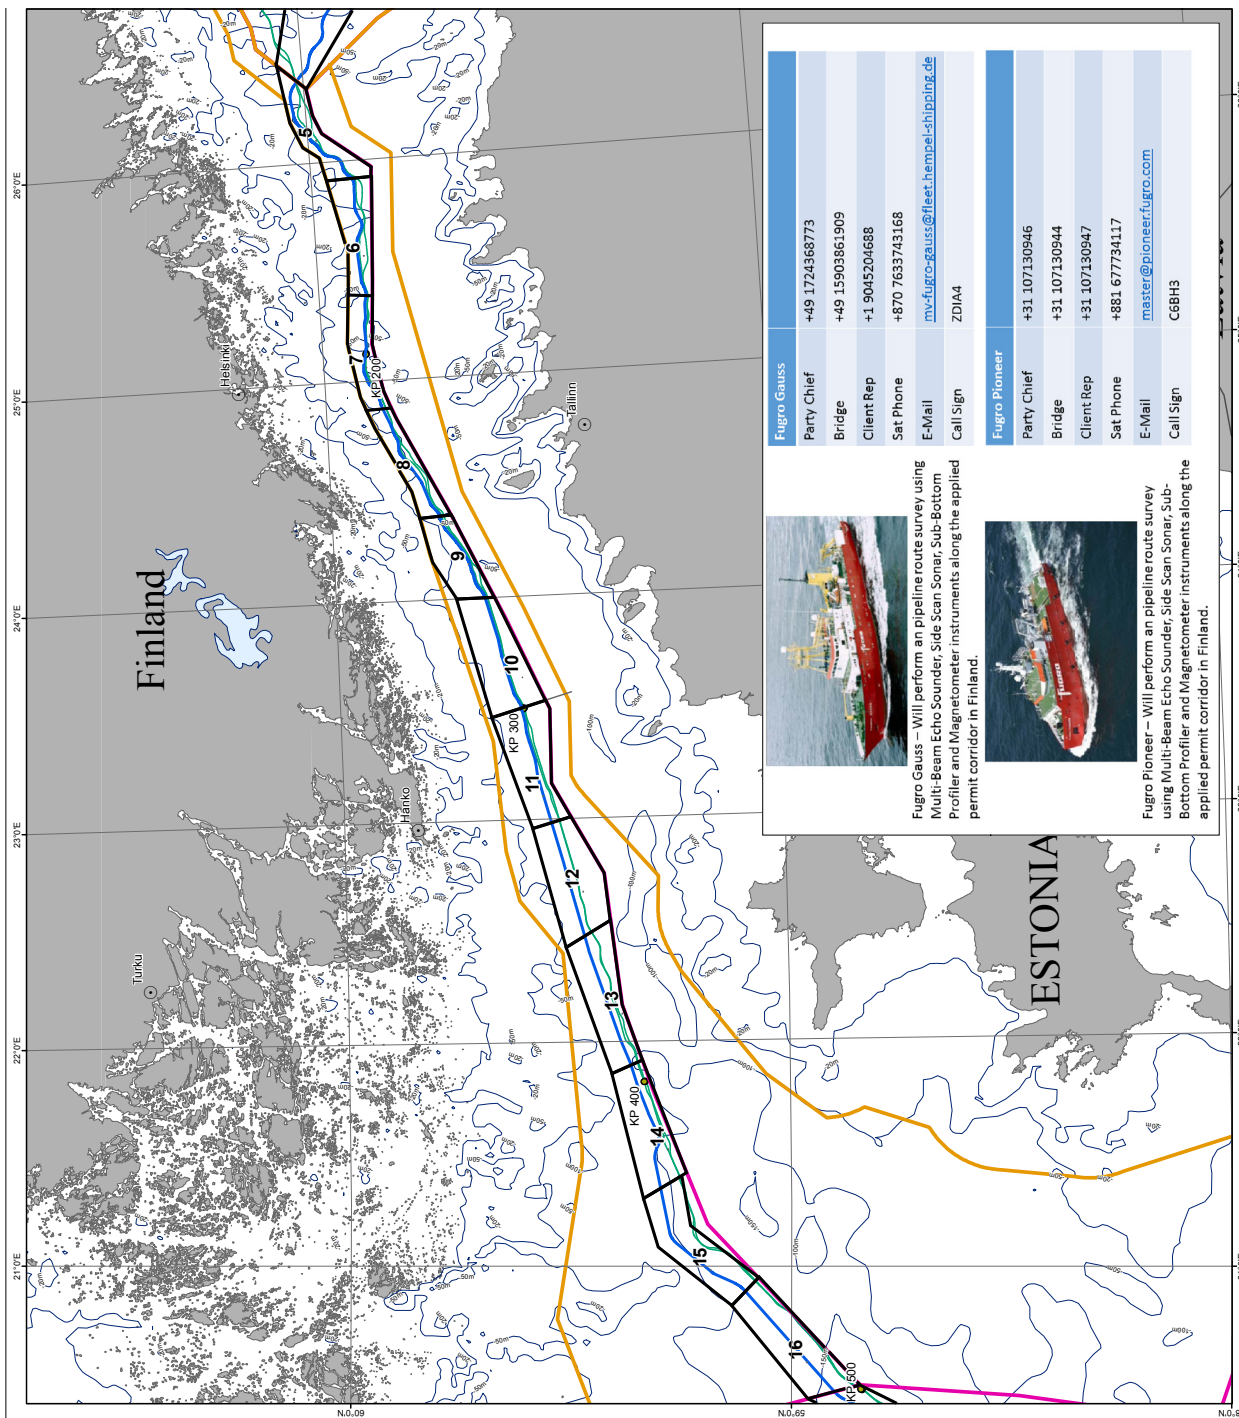 26°0'E
25°0'E
24°0'E
23°0'E
22°0'E
21°0'E
60°0'N
59°0'N
Finland
ESTONIA
Helsinki
Tallinn
Hanko
Turku
5
6
7
KP 200
8
9
10
KP 300
11
12
13
KP 400
14
15
16
KP 500
-20m
-50m
-100m
-150m
Fugro Gauss – Will perform an pipeline route survey using
Multi-Beam Echo Sounder, Side Scan Sonar, Sub-Bottom
Profiler and Magnetometer instruments along the applied
permit corridor in Finland.
Fugro Gauss
Party Chief +49 1724368773
Bridge +49 15903861909
Client Rep +1 9045204688
Sat Phone +870 7633743168
E-Mail mv-fugro-gauss@fleet.hempel-shipping.de
Call Sign ZDIA4
Fugro Pioneer – Will perform an pipeline route survey
using Multi-Beam Echo Sounder, Side Scan Sonar, Sub-
Bottom Profiler and Magnetometer instruments along the
applied permit corridor in Finland.
Fugro Pioneer
Party Chief +31 107130946
Bridge +31 107130944
Client Rep +31 107130947
Sat Phone +881 677734117
E-Mail master@pioneer.fugro.com
Call Sign C6BH3